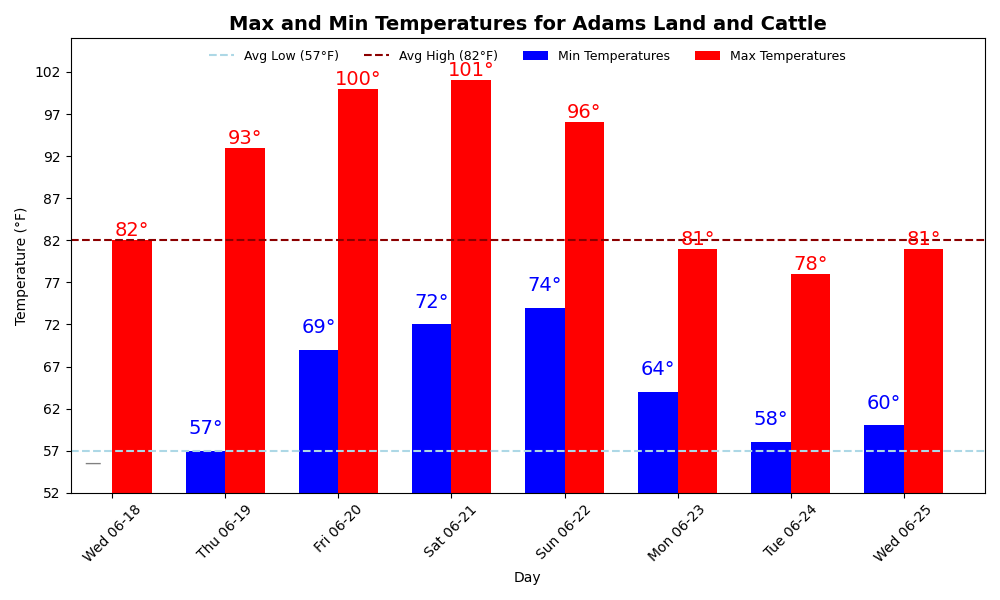 Max and Min Temperatures for Adams Land and Cattle
Avg Low (57°F) Avg High (82°F) Min Temperatures Max Temperatures
Temperature (°F)
102
97
92
87
82
77
72
67
62
57
52
—
82°
57°
93°
69°
100°
72°
101°
74°
96°
64°
81°
58°
78°
60°
81°
Wed 06-18
Thu 06-19
Fri 06-20
Sat 06-21
Sun 06-22
Mon 06-23
Tue 06-24
Wed 06-25
Day